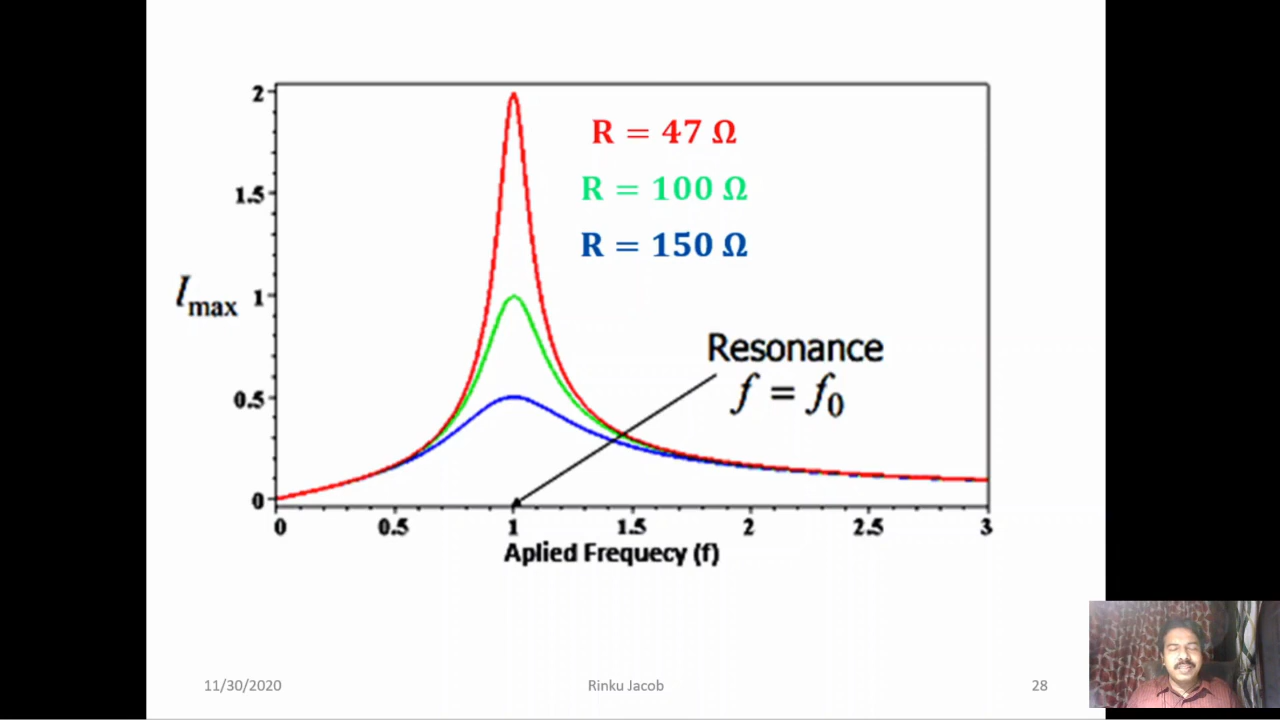 2
1.5
1
0.5
0
I max
R = 47 Ω
R = 100 Ω
R = 150 Ω
Resonance
f = f0
0 0.5 1 1.5 2 2.5 3
Aplied Frequecy (f)
11/30/2020 Rinku Jacob 28